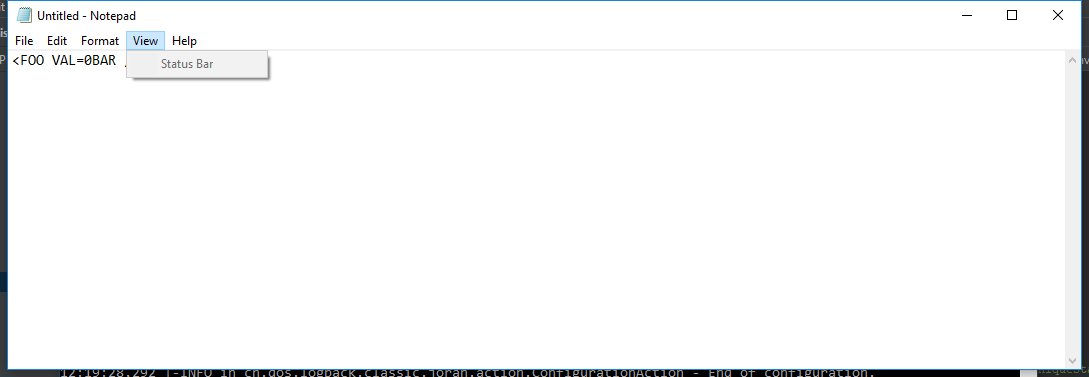 Untitled - Notepad
File Edit Format View Help
<FOO VAL=0BAR
Status Bar
12:19:28.292 |-INFO in ch.qos.logback.classic.joran.action.ConfigurationAction - End of configuration.